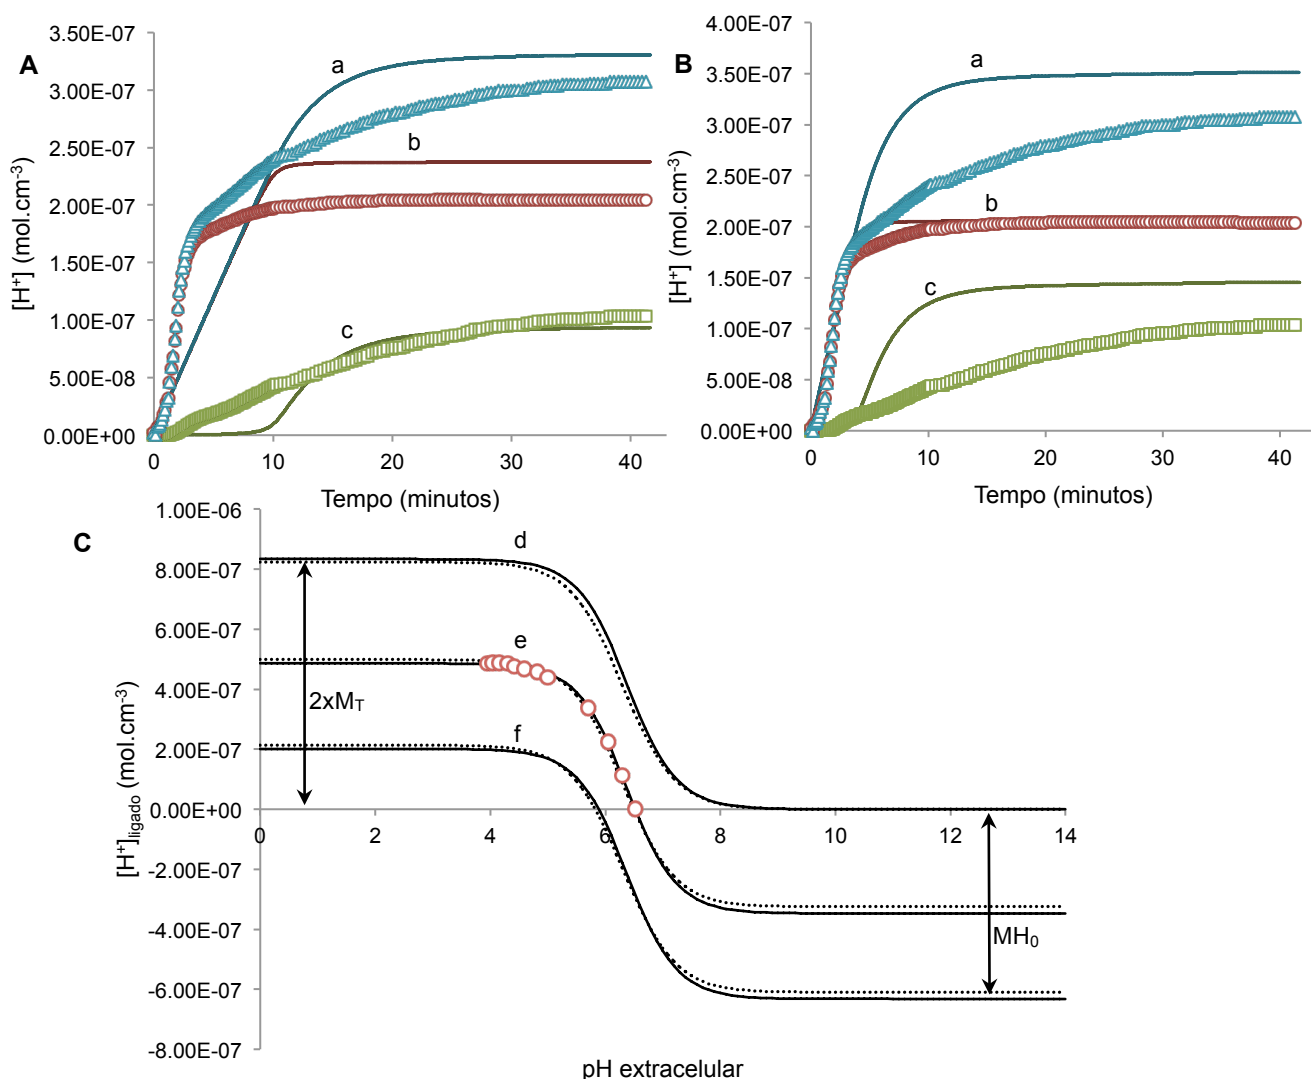 A
[H⁺] (mol.cm⁻³)
3.50E-07
3.00E-07
2.50E-07
2.00E-07
1.50E-07
1.00E-07
5.00E-08
0.00E+00
a
b
c
0 10 20 30 40
Tempo (minutos)
B
[H⁺] (mol.cm⁻³)
4.00E-07
3.50E-07
3.00E-07
2.50E-07
2.00E-07
1.50E-07
1.00E-07
5.00E-08
0.00E+00
a
b
c
0 10 20 30 40
Tempo (minutos)
C
[H⁺]ligado (mol.cm⁻³)
1.00E-06
8.00E-07
6.00E-07
4.00E-07
2.00E-07
0.00E+00
-2.00E-07
-4.00E-07
-6.00E-07
-8.00E-07
d
e
f
2xM_T
MH₀
0 2 4 6 8 10 12 14
pH extracelular